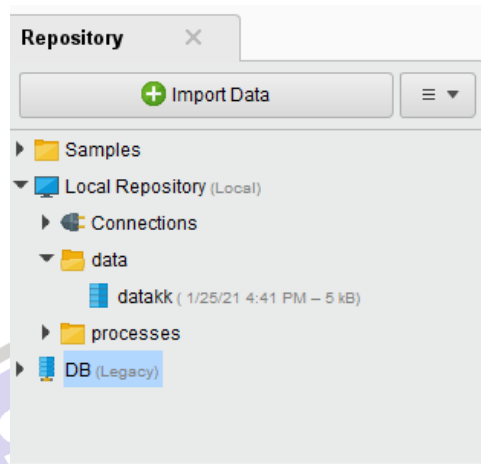 Repository
Import Data
Samples
Local Repository (Local)
Connections
data
datakk ( 1/25/21 4:41 PM – 5 kB)
processes
DB (Legacy)